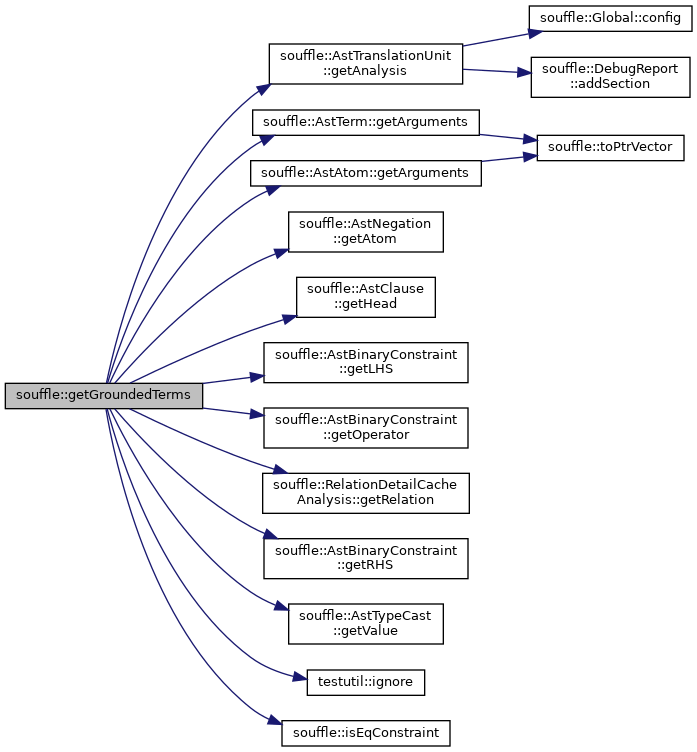 souffle::Global::config
souffle::AstTranslationUnit
::getAnalysis
souffle::DebugReport
::addSection
souffle::AstTerm::getArguments
souffle::toPtrVector
souffle::AstAtom::getArguments
souffle::AstNegation
::getAtom
souffle::AstClause
::getHead
souffle::AstBinaryConstraint
::getLHS
souffle::getGroundedTerms
souffle::AstBinaryConstraint
::getOperator
souffle::RelationDetailCache
Analysis::getRelation
souffle::AstBinaryConstraint
::getRHS
souffle::AstTypeCast
::getValue
testutil::ignore
souffle::isEqConstraint